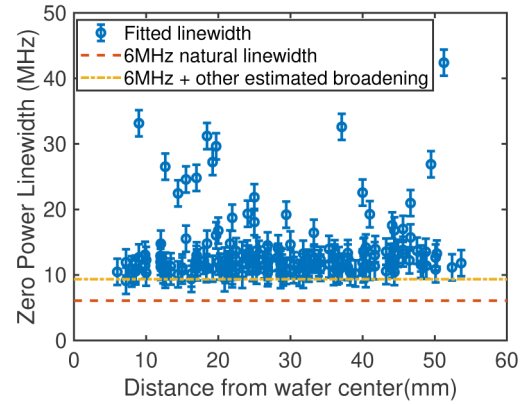 50
40
30
20
10
0
Zero Power Linewidth (MHz)
Fitted linewidth
6MHz natural linewidth
6MHz + other estimated broadening
0 10 20 30 40 50 60
Distance from wafer center(mm)